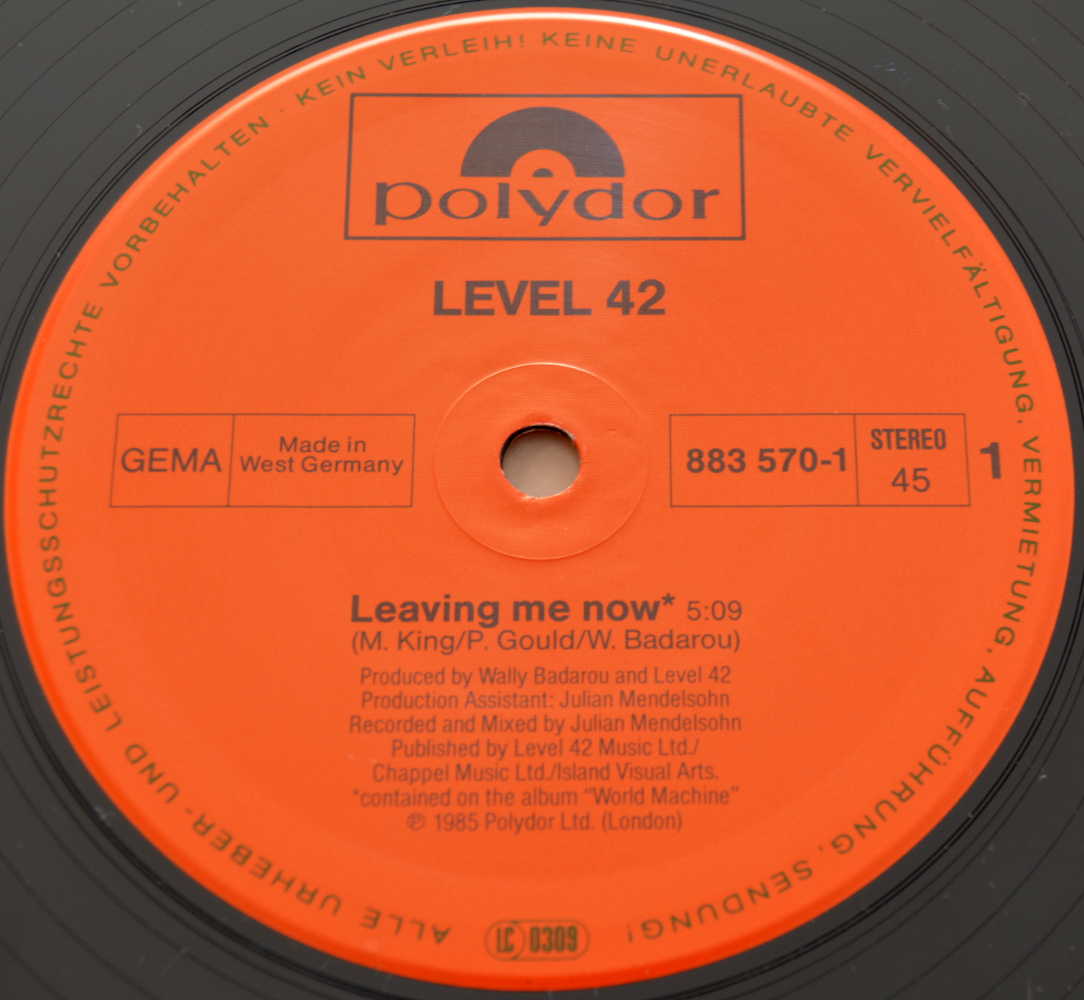 ALLE URHEBER- UND LEISTUNGSSCHUTZRECHTE VORBEHALTEN · KEIN VERLEIH! KEINE UNERLAUBTE VERVIELFÄLTIGUNG, VERMIETUNG, AUFFÜHRUNG, SENDUNG!
polydor
LEVEL 42
GEMA
Made in
West Germany
883 570-1
STEREO
45
1
Leaving me now* 5:09
(M. King/P. Gould/W. Badarou)
Produced by Wally Badarou and Level 42
Production Assistant: Julian Mendelsohn
Recorded and Mixed by Julian Mendelsohn
Published by Level 42 Music Ltd./
Chappel Music Ltd./Island Visual Arts.
*contained on the album "World Machine"
℗ 1985 Polydor Ltd. (London)
LC 0309